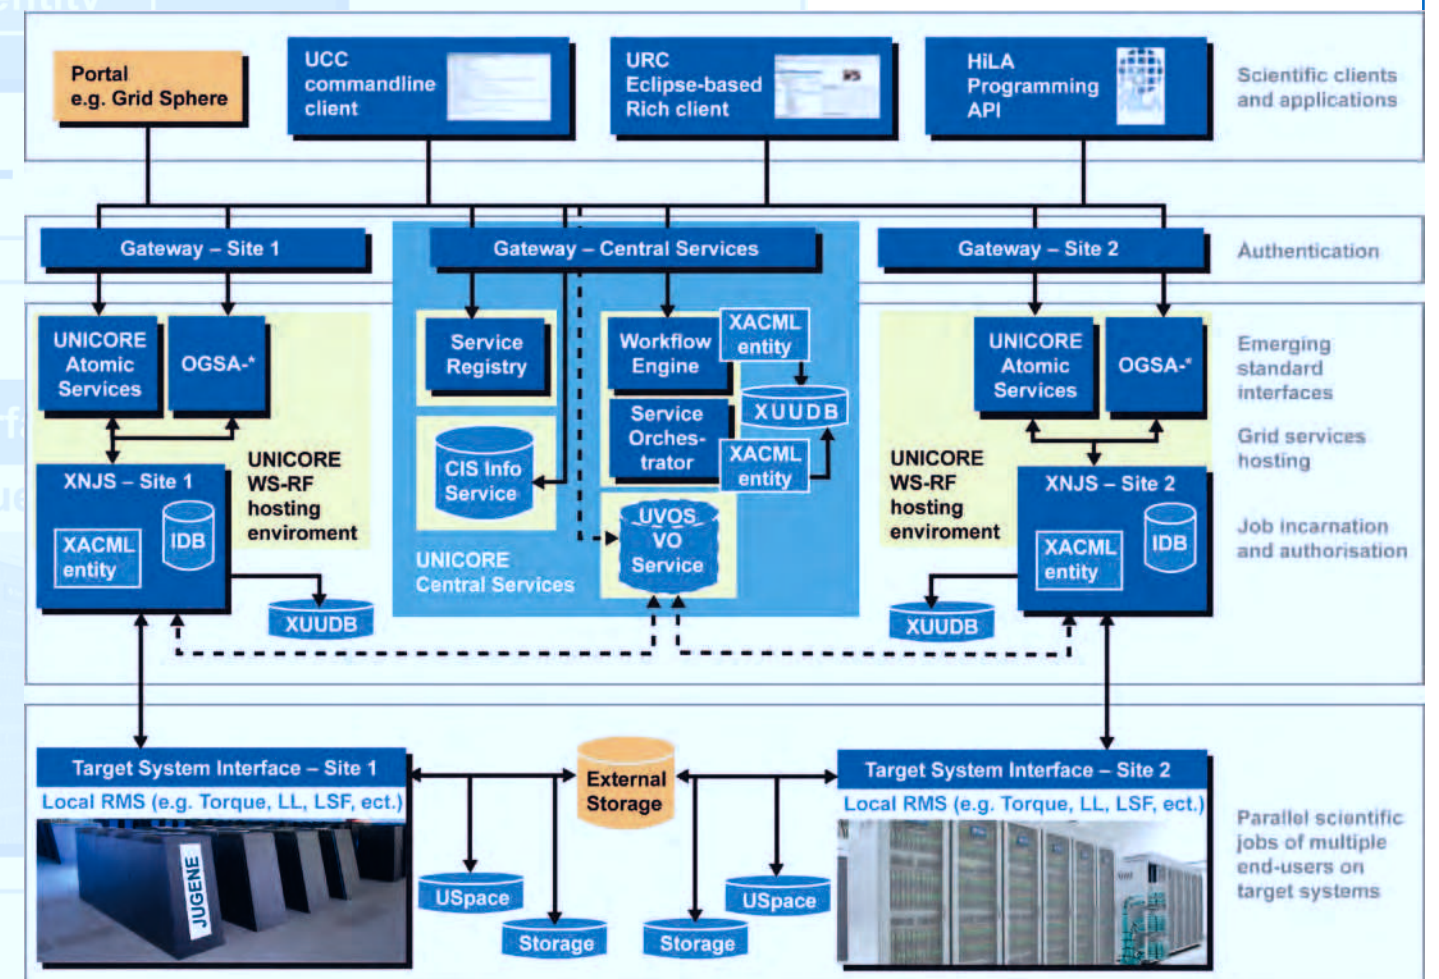 entity
Portal
e.g. Grid Sphere
UCC
commandline
client
URC
Eclipse-based
Rich client
HiLA
Programming
API
Scientific clients
and applications
Gateway – Site 1
Gateway – Central Services
Gateway – Site 2
Authentication
UNICORE
Atomic
Services
OGSA-*
Service
Registry
Workflow
Engine
XACML
entity
UNICORE
Atomic
Services
OGSA-*
Emerging
standard
interfaces
XUUDB
Service
Orches-
trator
XACML
entity
Grid services
hosting
CIS Info
Service
UNICORE
WS-RF
hosting
enviroment
UNICORE
WS-RF
hosting
enviroment
XNJS – Site 1
XACML
entity
IDB
XUUDB
UVOS
VO
Service
UNICORE
Central Services
XNJS – Site 2
XACML
entity
IDB
XUUDB
Job incarnation
and authorisation
Target System Interface – Site 1
Local RMS (e.g. Torque, LL, LSF, ect.)
JUGENE
External
Storage
Target System Interface – Site 2
Local RMS (e.g. Torque, LL, LSF, ect.)
USpace
Storage
USpace
Storage
Parallel scientific
jobs of multiple
end-users on
target systems